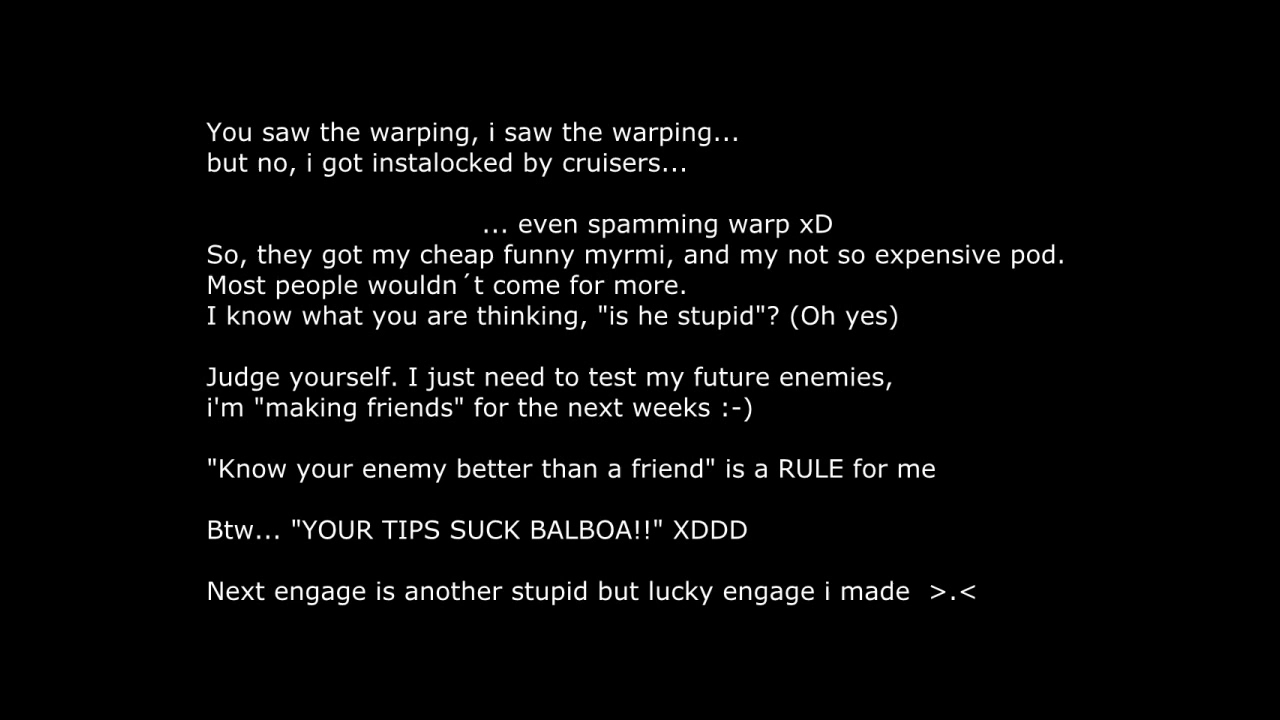 You saw the warping, i saw the warping...
but no, i got instalocked by cruisers...
... even spamming warp xD
So, they got my cheap funny myrmi, and my not so expensive pod.
Most people wouldn´t come for more.
I know what you are thinking, "is he stupid"? (Oh yes)
Judge yourself. I just need to test my future enemies,
i'm "making friends" for the next weeks :-)
"Know your enemy better than a friend" is a RULE for me
Btw... "YOUR TIPS SUCK BALBOA!!" XDDD
Next engage is another stupid but lucky engage i made  >.<